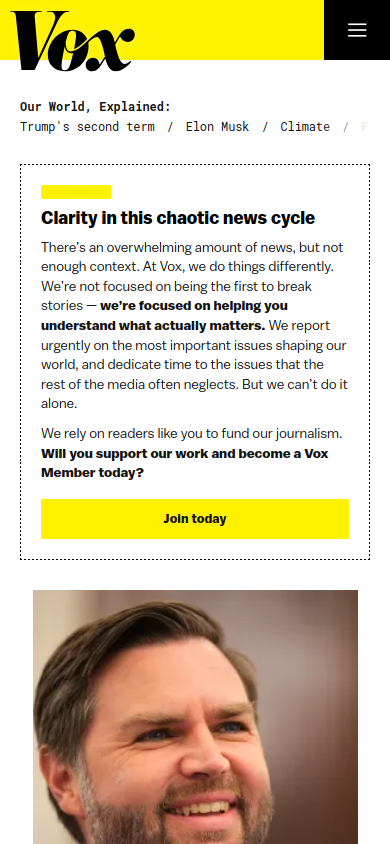 Vox
Our World, Explained:
Trump's second term / Elon Musk / Climate /
Clarity in this chaotic news cycle
There's an overwhelming amount of news, but not
enough context. At Vox, we do things differently.
We're not focused on being the first to break
stories — we're focused on helping you
understand what actually matters. We report
urgently on the most important issues shaping our
world, and dedicate time to the issues that the
rest of the media often neglects. But we can't do it
alone.
We rely on readers like you to fund our journalism.
Will you support our work and become a Vox
Member today?
Join today